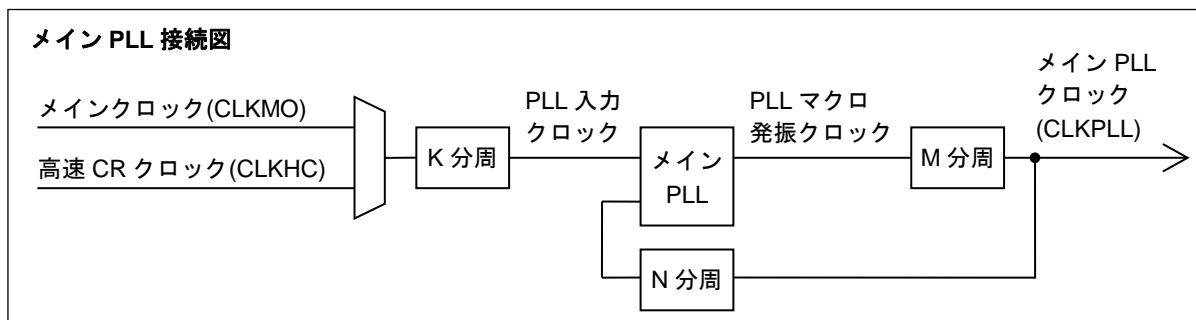 メイン PLL 接続図
メインクロック(CLKMO)
高速 CR クロック(CLKHC)
K 分周
PLL 入力
クロック
メイン
PLL
PLL マクロ
発振クロック
M 分周
メイン PLL
クロック
(CLKPLL)
N 分周